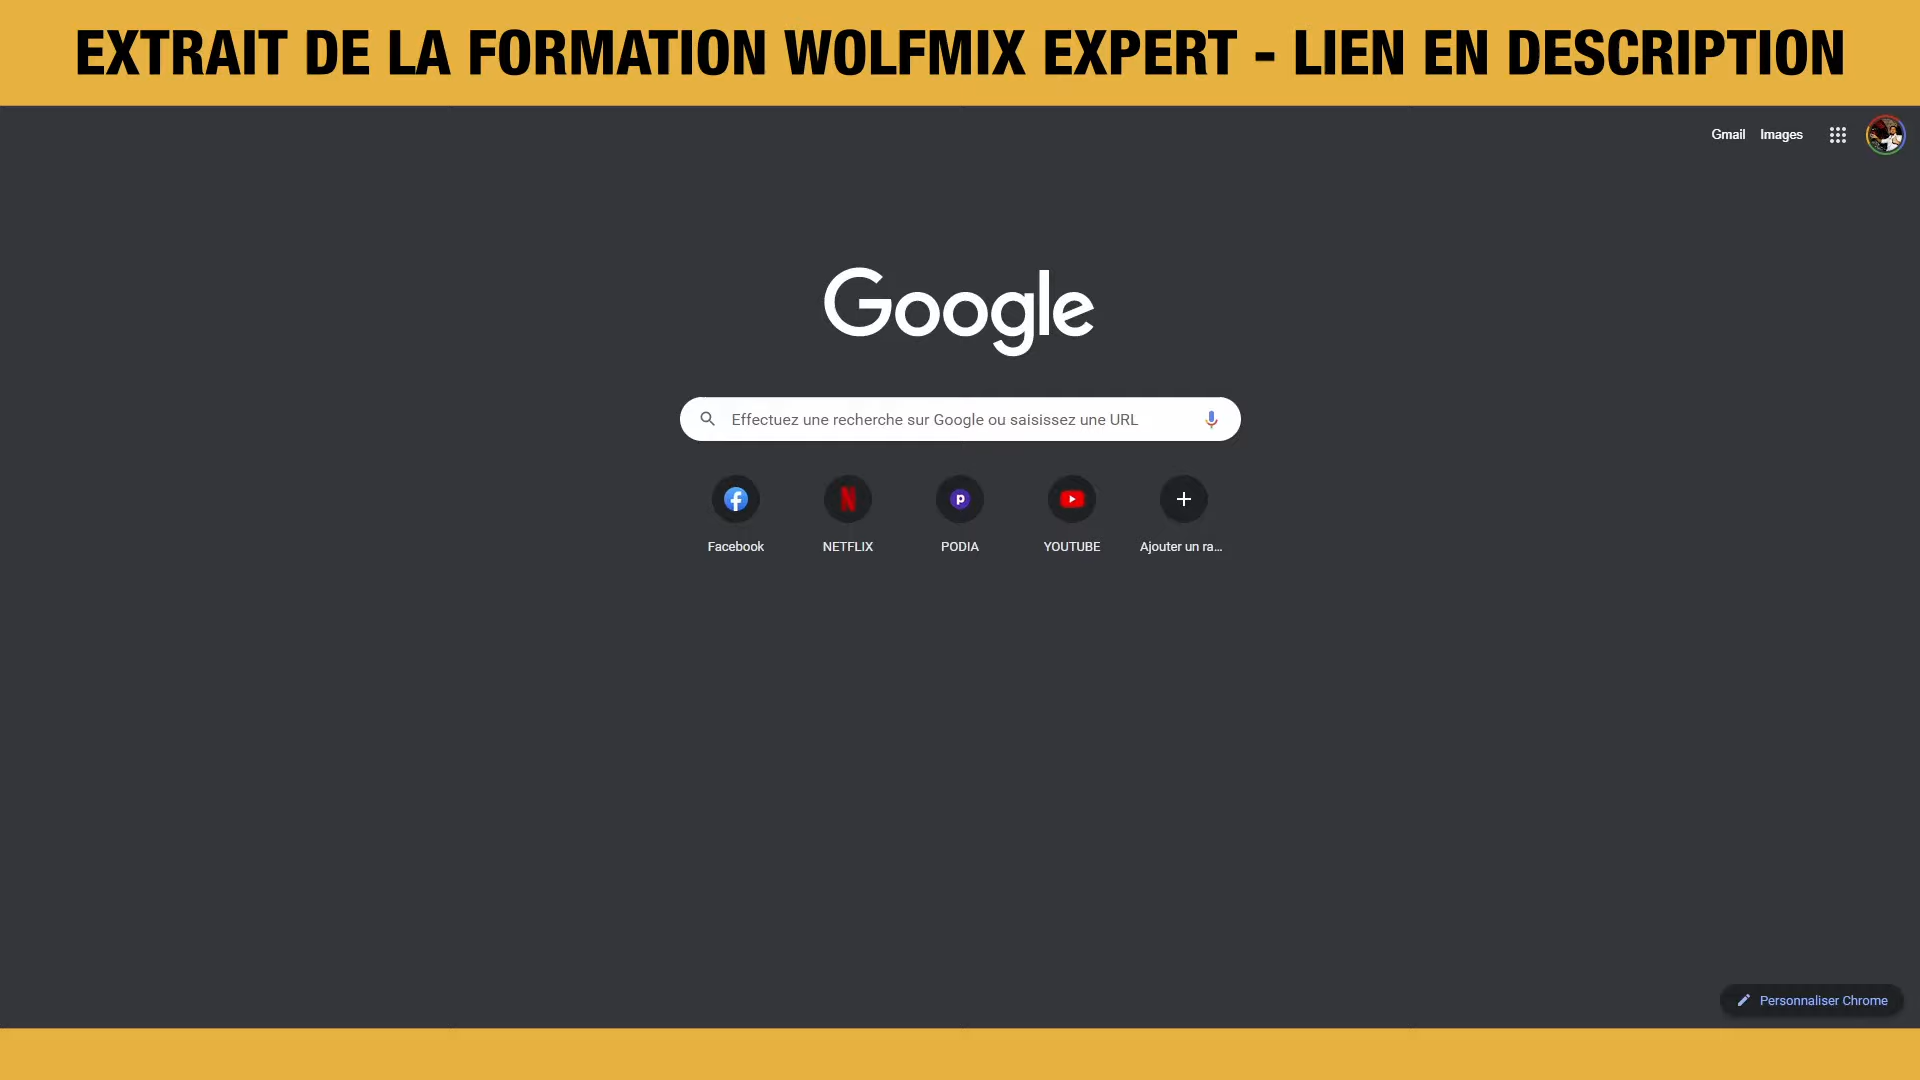 EXTRAIT DE LA FORMATION WOLFMIX EXPERT - LIEN EN DESCRIPTION
Gmail Images
Google
Effectuez une recherche sur Google ou saisissez une URL
Facebook NETFLIX PODIA YOUTUBE Ajouter un ra...
Personnaliser Chrome